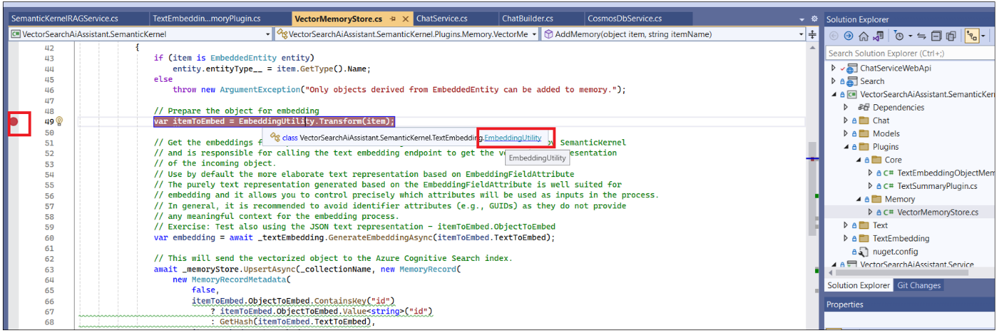 SemanticKernelRAGService.cs
TextEmbeddin...moryPlugin.cs
VectorMemoryStore.cs
ChatService.cs
ChatBuilder.cs
CosmosDbService.cs
VectorSearchAiAssistant.SemanticKernel
VectorSearchAiAssistant.SemanticKernel.Plugins.Memory.VectorMe
AddMemory(object item, string itemName)
42 {
43 if (item is EmbeddedEntity entity)
44 entity.entityType__ = item.GetType().Name;
45 else
46 throw new ArgumentException("Only objects derived from EmbeddedEntity can be added to memory.");
47
48 // Prepare the object for embedding
49 var itemToEmbed = EmbeddingUtility.Transform(item);
50
class VectorSearchAiAssistant.SemanticKernel.TextEmbedding.EmbeddingUtility
EmbeddingUtility
51 // Get the embeddings f by SemanticKernel
52 // and is responsible for calling the text embedding endpoint to get the ve
53 // of the incoming object.
54 // Use by default the more elaborate text representation based on EmbeddingFieldAttribute
55 // The purely text representation generated based on the EmbeddingFieldAttribute is well suited for
56 // embedding and it allows you to control precisely which attributes will be used as inputs in the process.
57 // In general, it is recommended to avoid identifier attributes (e.g., GUIDs) as they do not provide
58 // any meaningful context for the embedding process.
59 // Exercise: Test also using the JSON text representation - itemToEmbed.ObjectToEmbed
60 var embedding = await _textEmbedding.GenerateEmbeddingAsync(itemToEmbed.TextToEmbed);
61
62 // This will send the vectorized object to the Azure Cognitive Search index.
63 await _memoryStore.UpsertAsync(_collectionName, new MemoryRecord(
64 new MemoryRecordMetadata(
65 false,
66 itemToEmbed.ObjectToEmbed.ContainsKey("id")
67 ? itemToEmbed.ObjectToEmbed.Value<string>("id")
68 : GetHash(itemToEmbed.TextToEmbed),
Solution Explorer
Search Solution Explorer (Ctrl+;)
ChatServiceWebApi
Search
VectorSearchAiAssistant.SemanticKer
Dependencies
Chat
Models
Plugins
Core
C# TextEmbeddingObjectMem
C# TextSummaryPlugin.cs
Memory
C# VectorMemoryStore.cs
Text
TextEmbedding
nuget.config
VectorSearchAiAssistant.Service
Solution Explorer
Git Changes
Properties